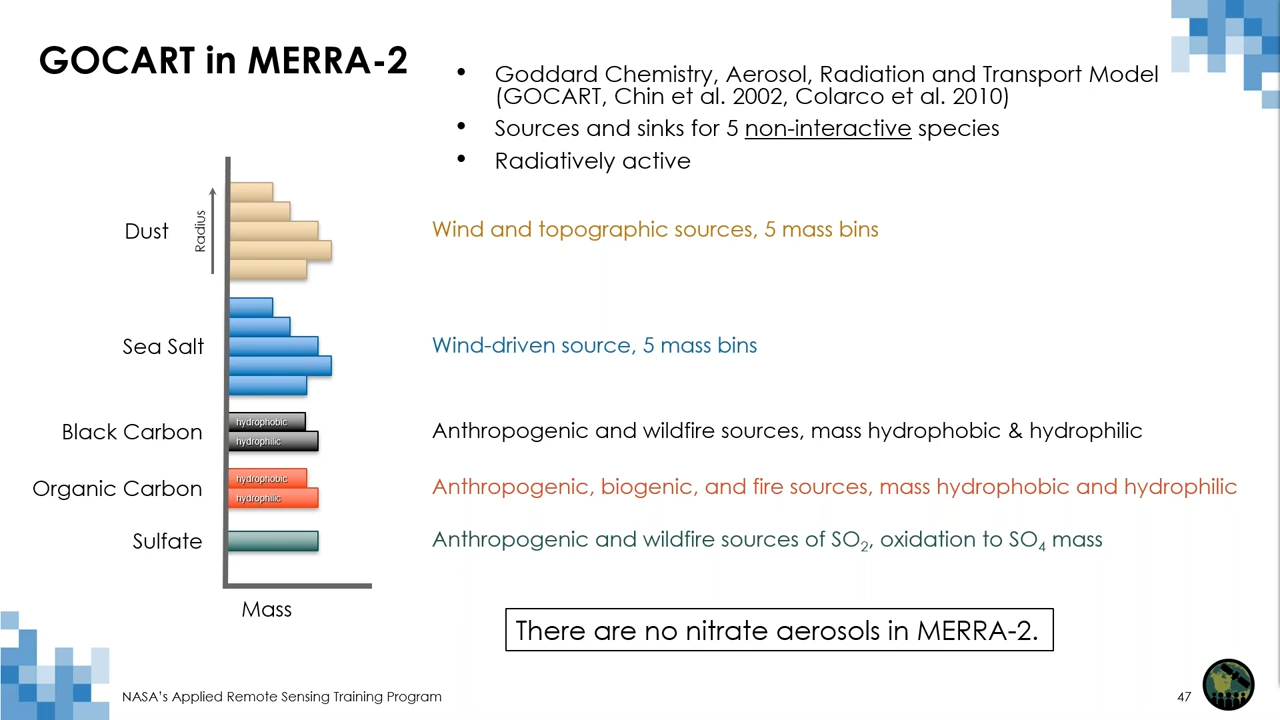 GOCART in MERRA-2
• Goddard Chemistry, Aerosol, Radiation and Transport Model
(GOCART, Chin et al. 2002, Colarco et al. 2010)
• Sources and sinks for 5 non-interactive species
• Radiatively active
Radius
Dust
Wind and topographic sources, 5 mass bins
Sea Salt
Wind-driven source, 5 mass bins
Black Carbon
hydrophobic
hydrophilic
Anthropogenic and wildfire sources, mass hydrophobic & hydrophilic
Organic Carbon
hydrophobic
hydrophilic
Anthropogenic, biogenic, and fire sources, mass hydrophobic and hydrophilic
Sulfate
Anthropogenic and wildfire sources of SO₂, oxidation to SO₄ mass
Mass
There are no nitrate aerosols in MERRA-2.
NASA's Applied Remote Sensing Training Program
47